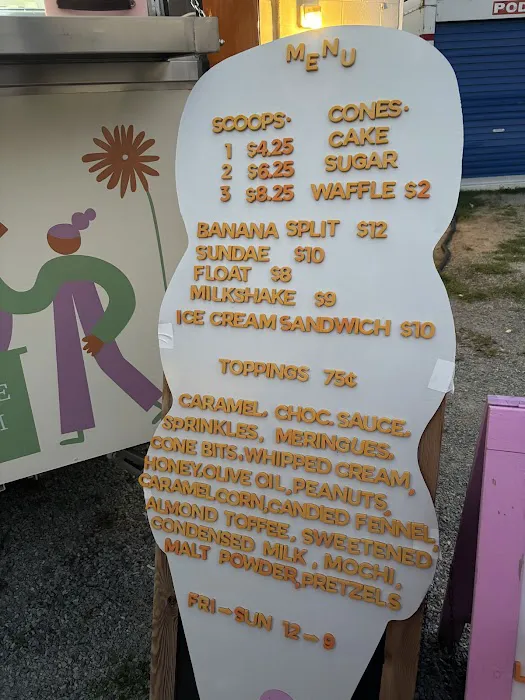 POD
MENU
SCOOPS· CONES·
1 $4.25 CAKE
2 $6.25 SUGAR
3 $8.25 WAFFLE $2
BANANA SPLIT $12
SUNDAE $10
FLOAT $8
MILKSHAKE $9
ICE CREAM SANDWICH $10
TOPPINGS 75¢
CARAMEL, CHOC. SAUCE,
SPRINKLES, MERINGUES,
CONE BITS, WHIPPED CREAM,
HONEY, OLIVE OIL, PEANUTS,
CARAMELCORN, CANDIED FENNEL,
ALMOND TOFFEE, SWEETENED
CONDENSED MILK, MOCHI,
MALT POWDER, PRETZELS
FRI - SUN 12 - 9